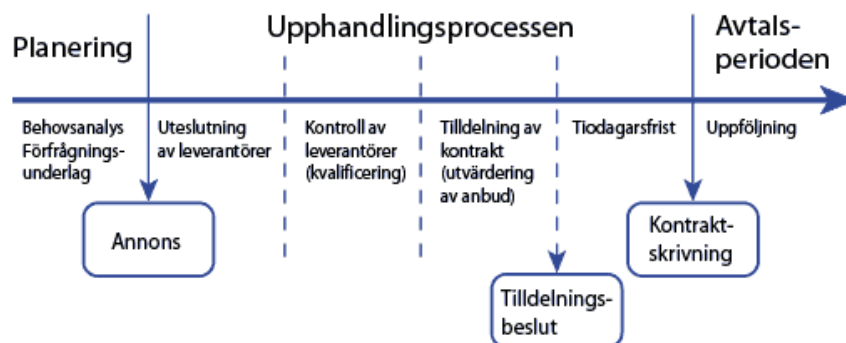 Planering
Upphandlingsprocessen
Avtals-
perioden
Behovsanalys
Förfrågnings-
underlag
Uteslutning
av leverantörer
Kontroll av
leverantörer
(kvalificering)
Tilldelning av
kontrakt
(utvärdering
av anbud)
Tiodagarsfrist
Uppföljning
Annons
Tilldelnings-
beslut
Kontrakt-
skrivning